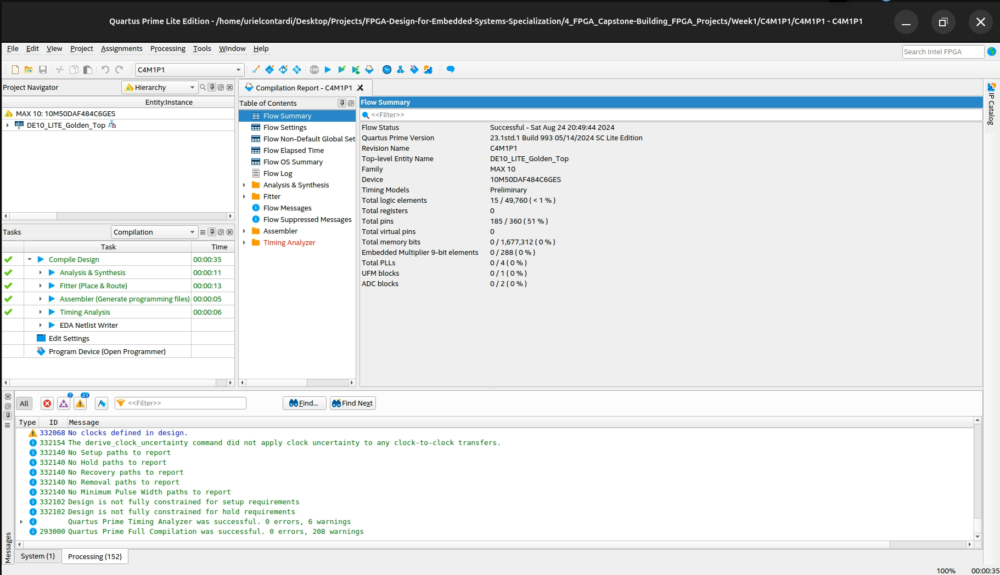 Quartus Prime Lite Edition - /home/urielcontardi/Desktop/Projects/FPGA-Design-for-Embedded-Systems-Specialization/4_FPGA_Capstone-Building_FPGA_Projects/Week1/C4M1P1/C4M1P1 - C4M1P1
File Edit View Project Assignments Processing Tools Window Help
Search Intel FPGA
C4M1P1
STOP
Project Navigator
Hierarchy
Entity:Instance
MAX 10: 10M50DAF484C6GES
abc DE10_LITE_Golden_Top
Tasks
Compilation
Task Time
Compile Design 00:00:35
Analysis & Synthesis 00:00:11
Fitter (Place & Route) 00:00:13
Assembler (Generate programming files) 00:00:05
Timing Analysis 00:00:06
EDA Netlist Writer
Edit Settings
Program Device (Open Programmer)
Compilation Report - C4M1P1
Table of Contents
Flow Summary
Flow Settings
Flow Non-Default Global Set
Flow Elapsed Time
Flow OS Summary
Flow Log
Analysis & Synthesis
Fitter
Flow Messages
Flow Suppressed Messages
Assembler
Timing Analyzer
Flow Summary
<<Filter>>
Flow Status Successful - Sat Aug 24 20:49:44 2024
Quartus Prime Version 23.1std.1 Build 993 05/14/2024 SC Lite Edition
Revision Name C4M1P1
Top-level Entity Name DE10_LITE_Golden_Top
Family MAX 10
Device 10M50DAF484C6GES
Timing Models Preliminary
Total logic elements 15 / 49,760 ( < 1 % )
Total registers 0
Total pins 185 / 360 ( 51 % )
Total virtual pins 0
Total memory bits 0 / 1,677,312 ( 0 % )
Embedded Multiplier 9-bit elements 0 / 288 ( 0 % )
Total PLLs 0 / 4 ( 0 % )
UFM blocks 0 / 1 ( 0 % )
ADC blocks 0 / 2 ( 0 % )
IP Catalog
All 2 43 <<Filter>> Find... Find Next
Type ID Message
332068 No clocks defined in design.
332154 The derive_clock_uncertainty command did not apply clock uncertainty to any clock-to-clock transfers.
332140 No Setup paths to report
332140 No Hold paths to report
332140 No Recovery paths to report
332140 No Removal paths to report
332140 No Minimum Pulse Width paths to report
332102 Design is not fully constrained for setup requirements
332102 Design is not fully constrained for hold requirements
Quartus Prime Timing Analyzer was successful. 0 errors, 6 warnings
293000 Quartus Prime Full Compilation was successful. 0 errors, 208 warnings
Messages
System (1) Processing (152)
100% 00:00:35